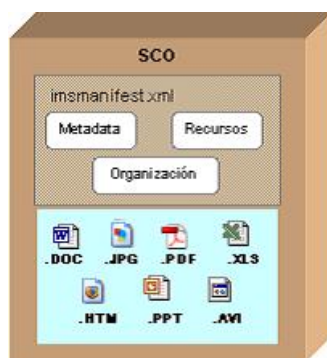 SCO
imsmanifest.xml
Metadata Recursos
Organización
.DOC .JPG .PDF .XLS
.HTM .PPT .AVI